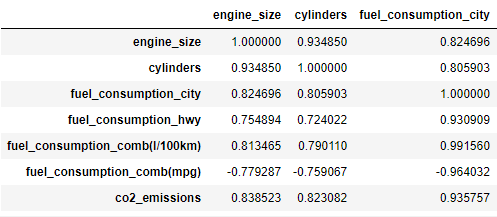 engine_size cylinders fuel_consumption_city
engine_size 1.000000 0.934850 0.824696
cylinders 0.934850 1.000000 0.805903
fuel_consumption_city 0.824696 0.805903 1.000000
fuel_consumption_hwy 0.754894 0.724022 0.930909
fuel_consumption_comb(l/100km) 0.813465 0.790110 0.991560
fuel_consumption_comb(mpg) -0.779287 -0.759067 -0.964032
co2_emissions 0.838523 0.823082 0.935757